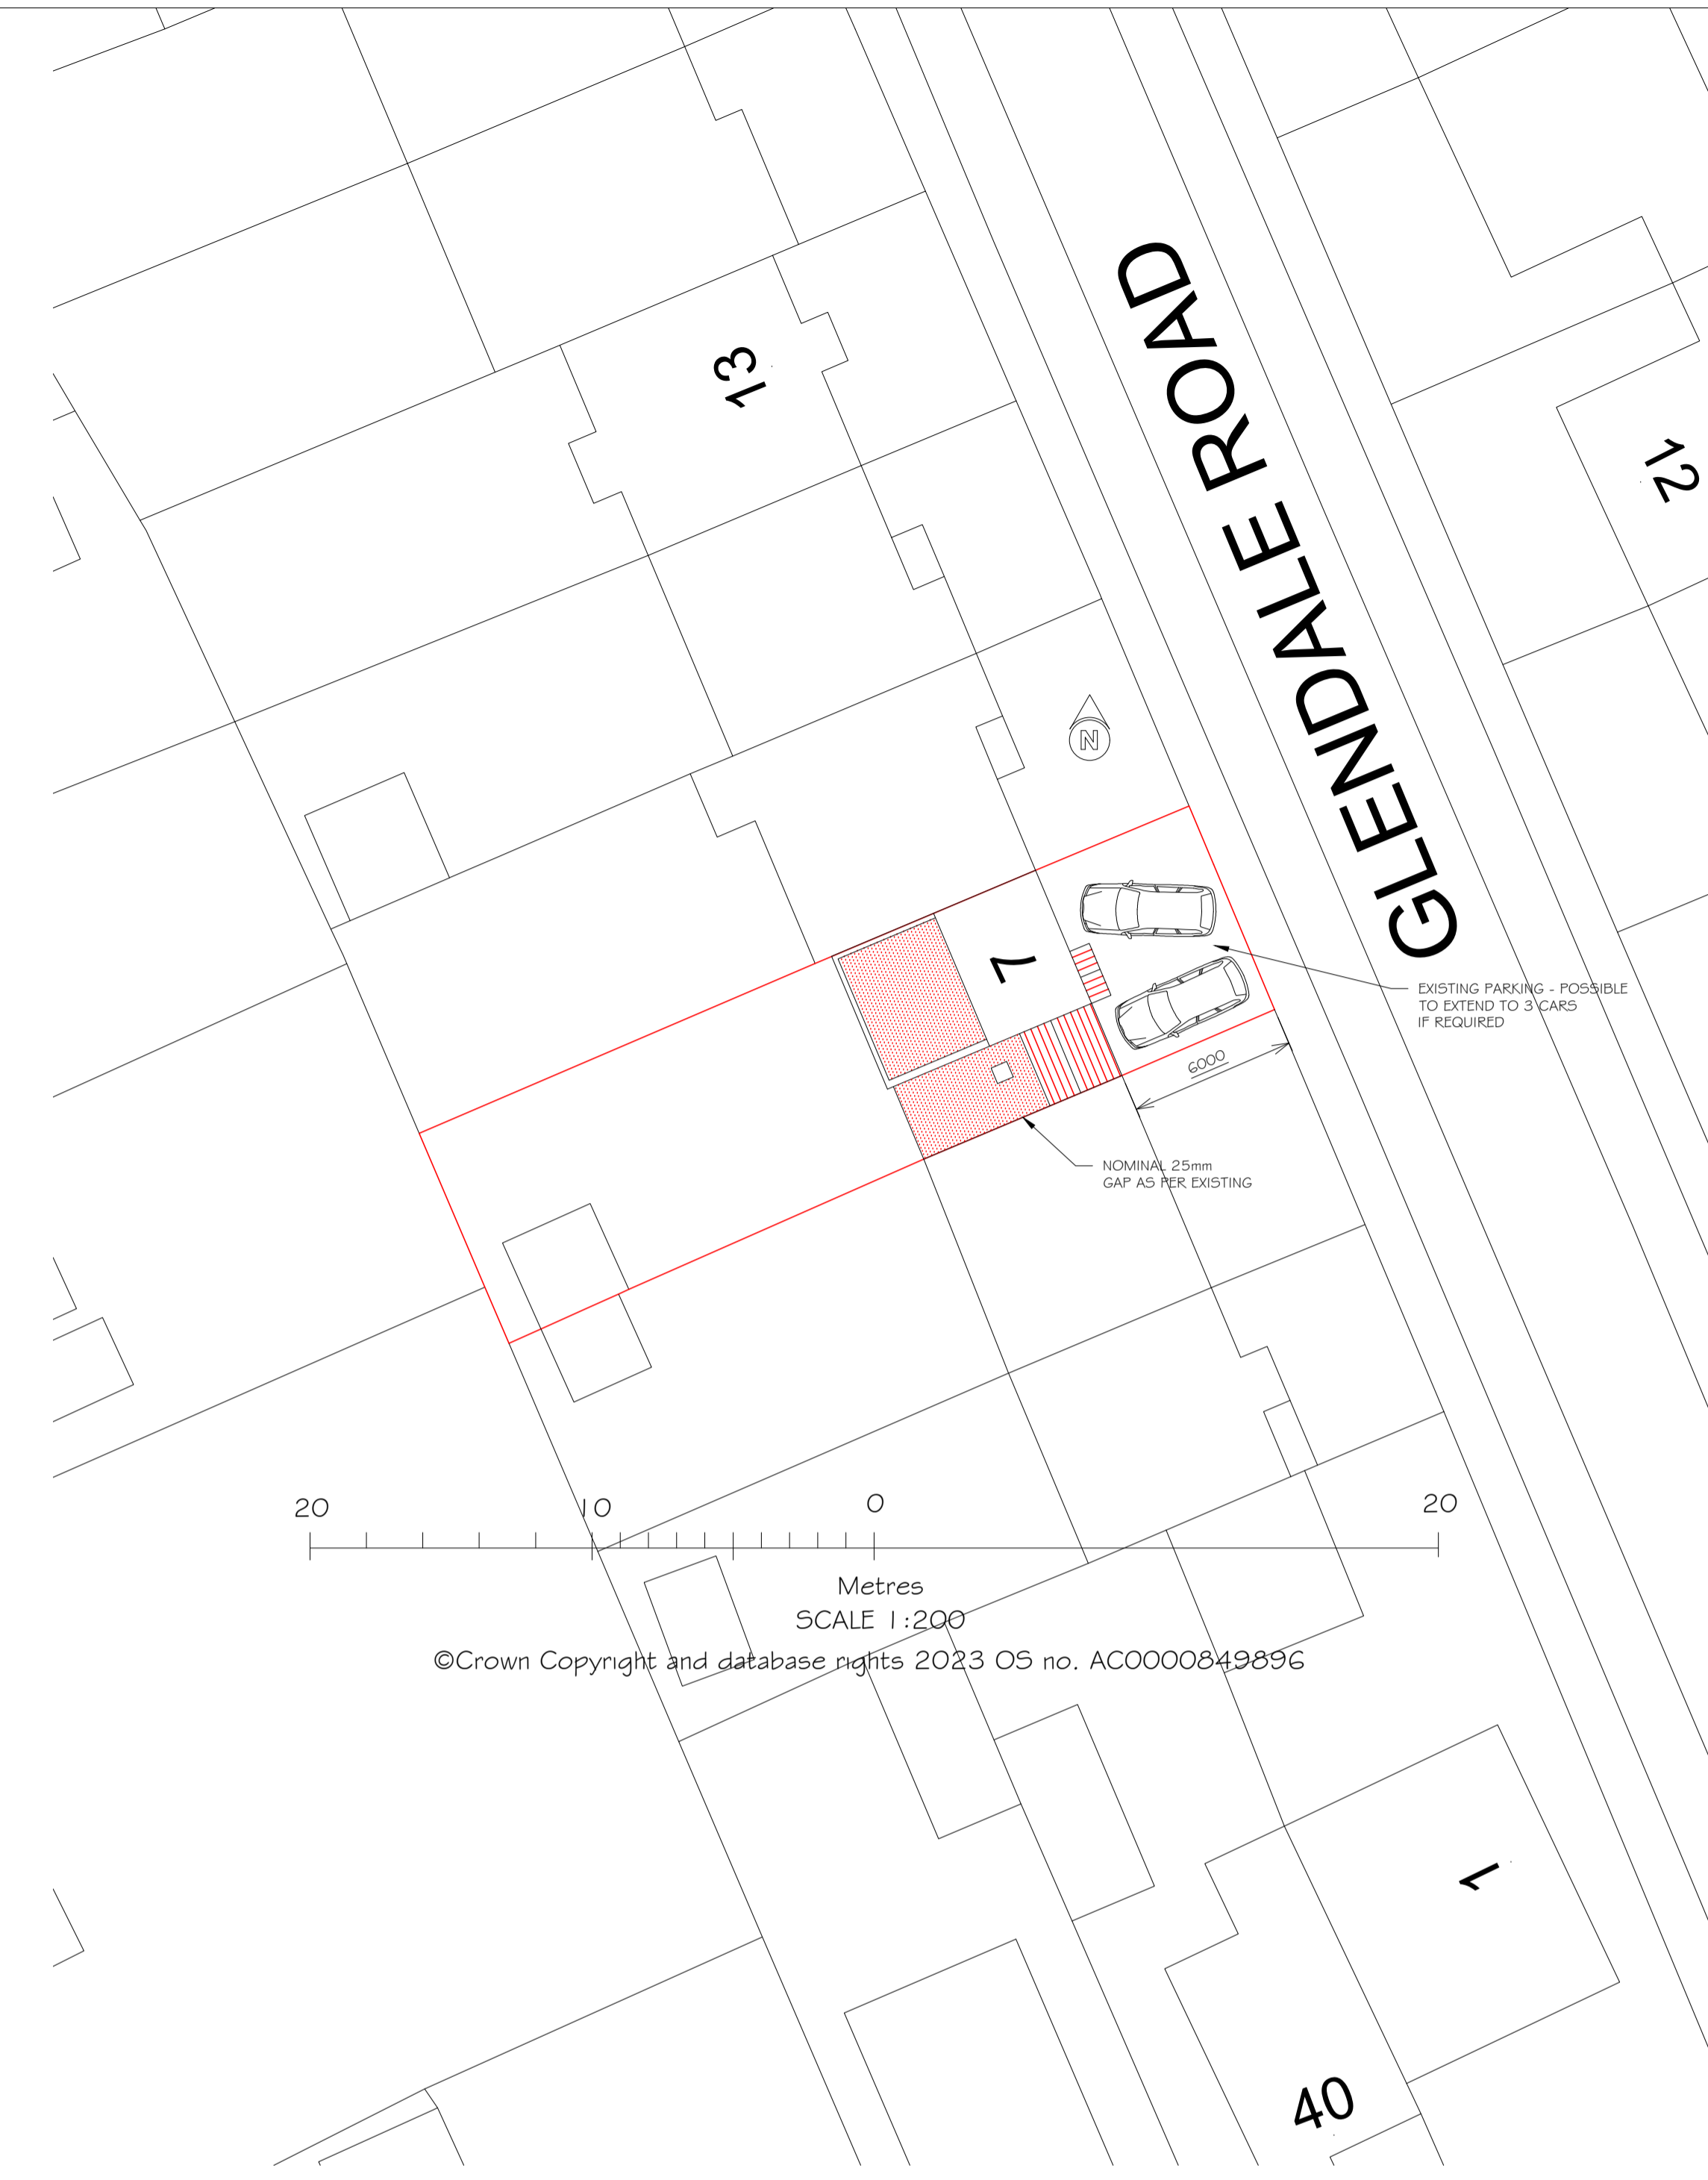 13
GLENDALE ROAD
12
N
7
EXISTING PARKING - POSSIBLE
TO EXTEND TO 3 CARS
IF REQUIRED
6000
NOMINAL 25mm
GAP AS PER EXISTING
20 10 0 20
Metres
SCALE 1:200
©Crown Copyright and database rights 2023 OS no. AC0000849896
1
40